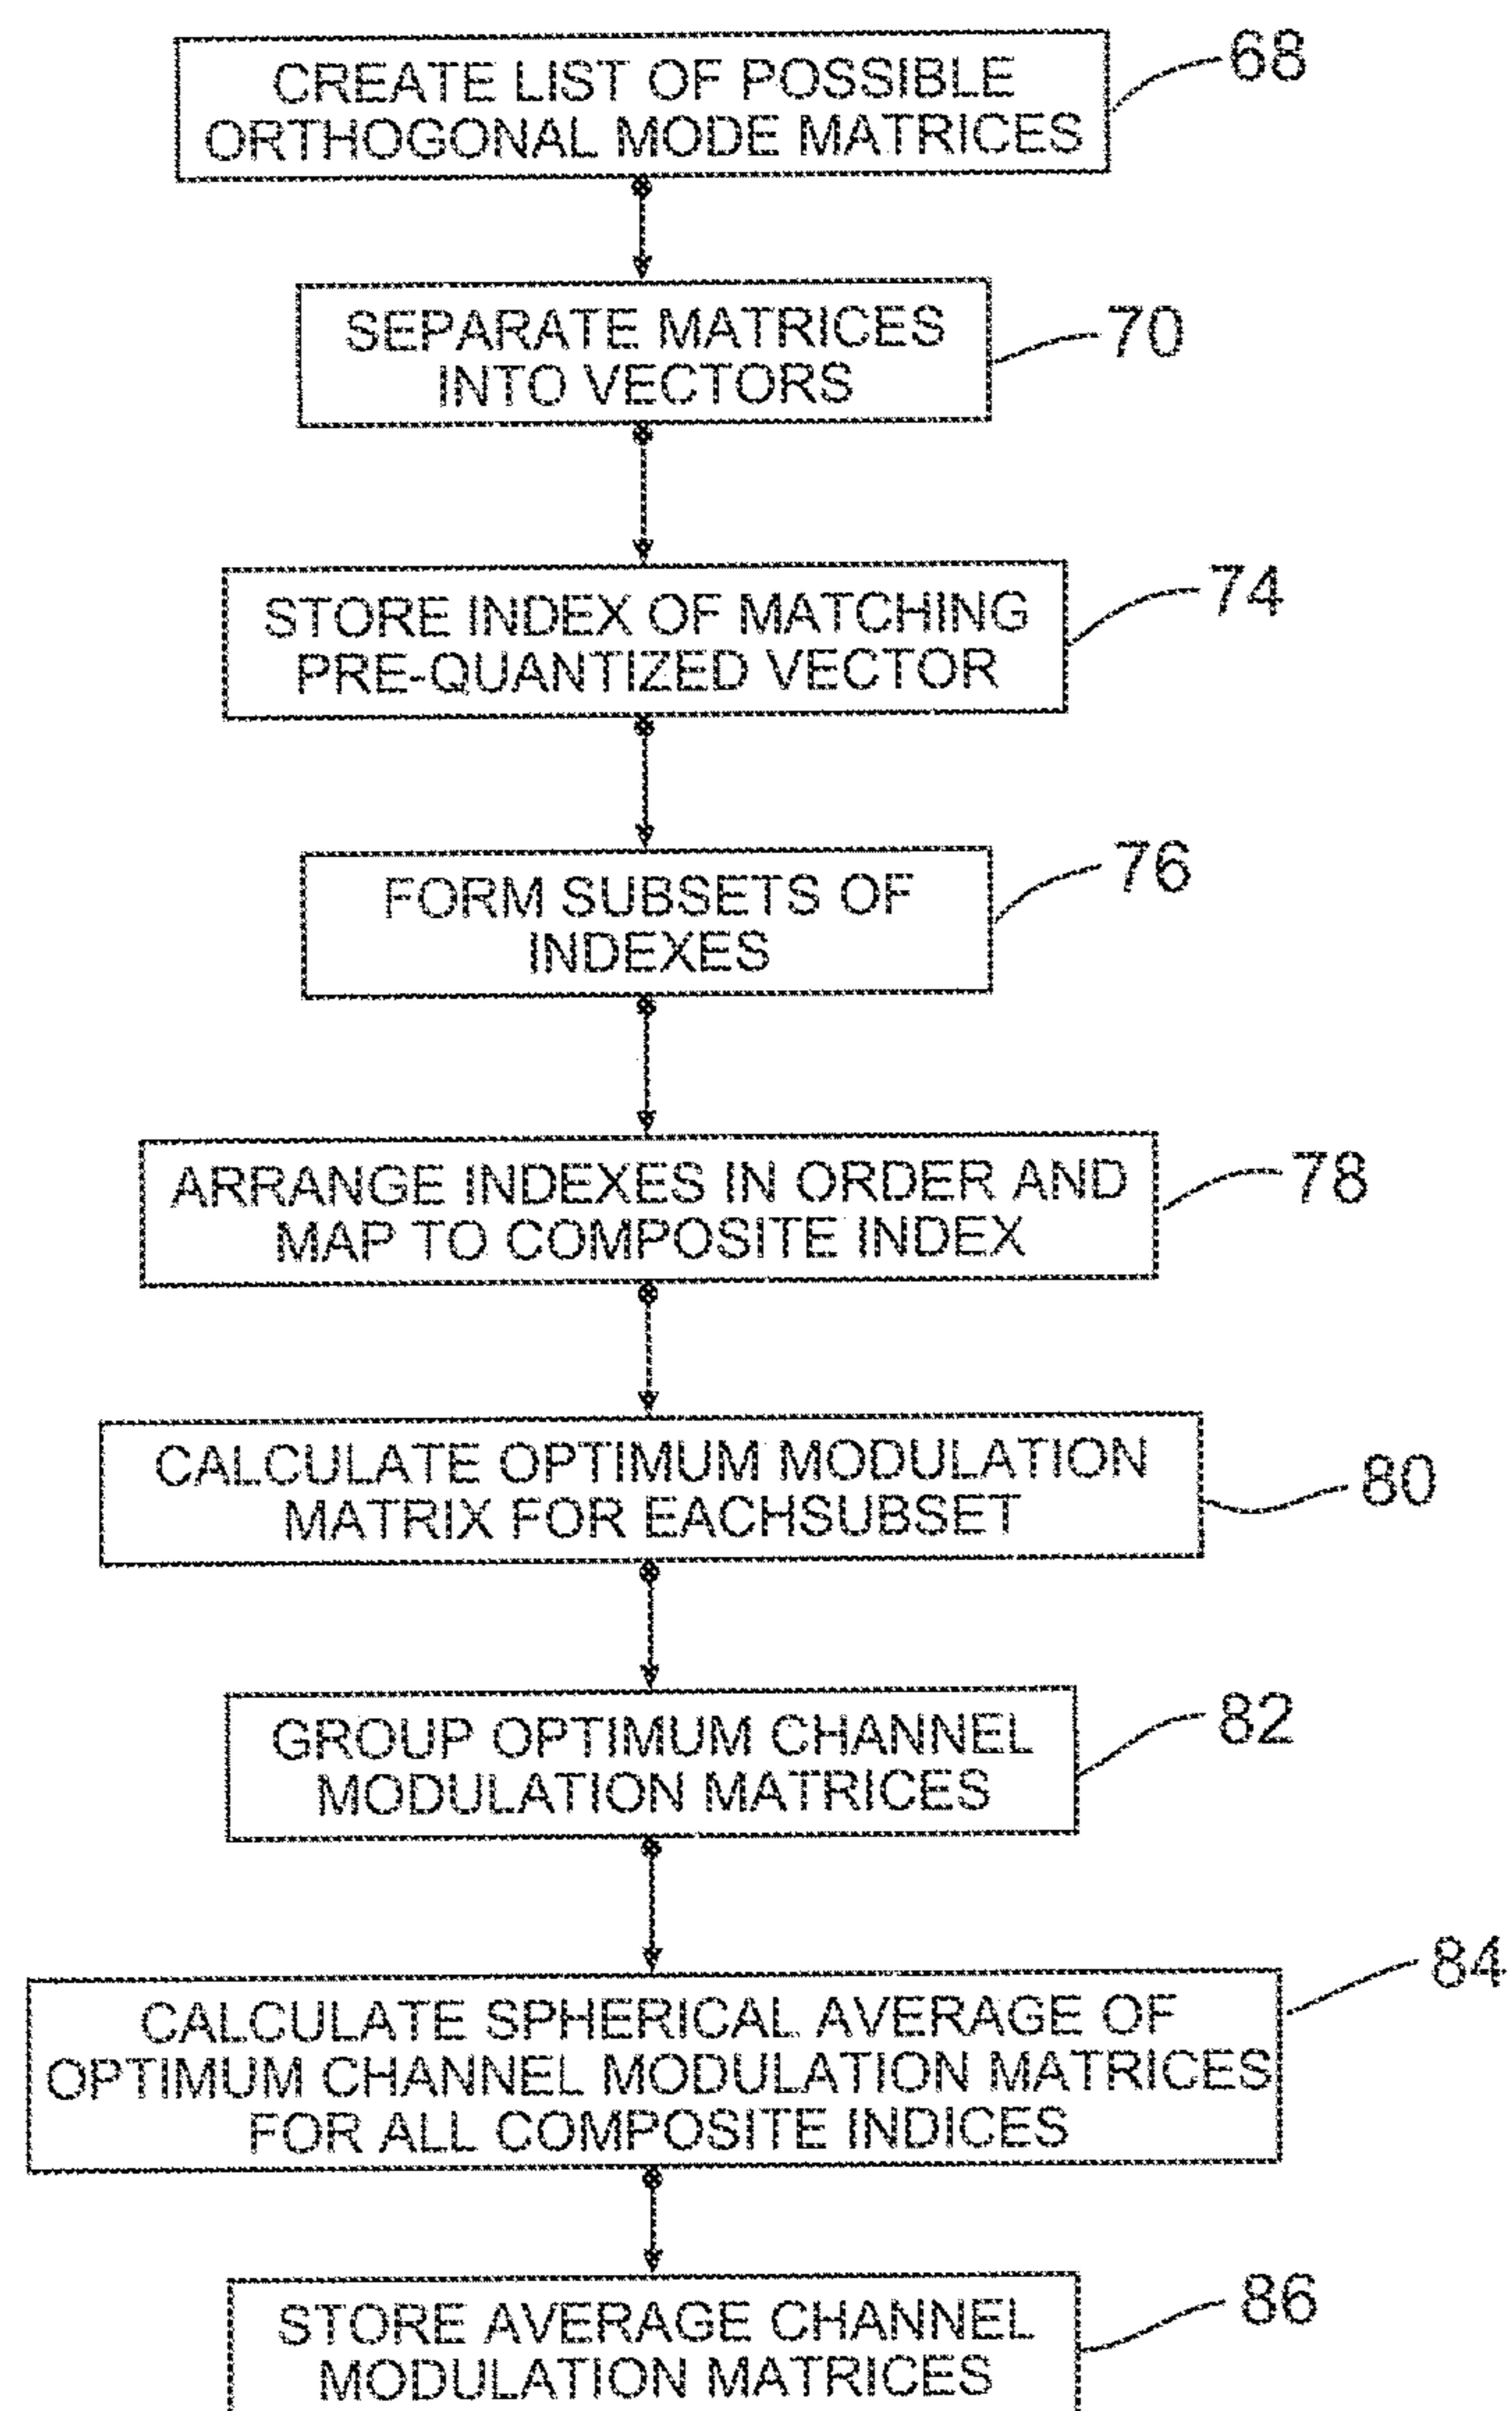 CREATE LIST OF POSSIBLE
ORTHOGONAL MODE MATRICES
68
SEPARATE MATRICES
INTO VECTORS
70
STORE INDEX OF MATCHING
PRE-QUANTIZED VECTOR
74
FORM SUBSETS OF
INDEXES
76
ARRANGE INDEXES IN ORDER AND
MAP TO COMPOSITE INDEX
78
CALCULATE OPTIMUM MODULATION
MATRIX FOR EACHSUBSET
80
GROUP OPTIMUM CHANNEL
MODULATION MATRICES
82
CALCULATE SPHERICAL AVERAGE OF
OPTIMUM CHANNEL MODULATION MATRICES
FOR ALL COMPOSITE INDICES
84
STORE AVERAGE CHANNEL
MODULATION MATRICES
86